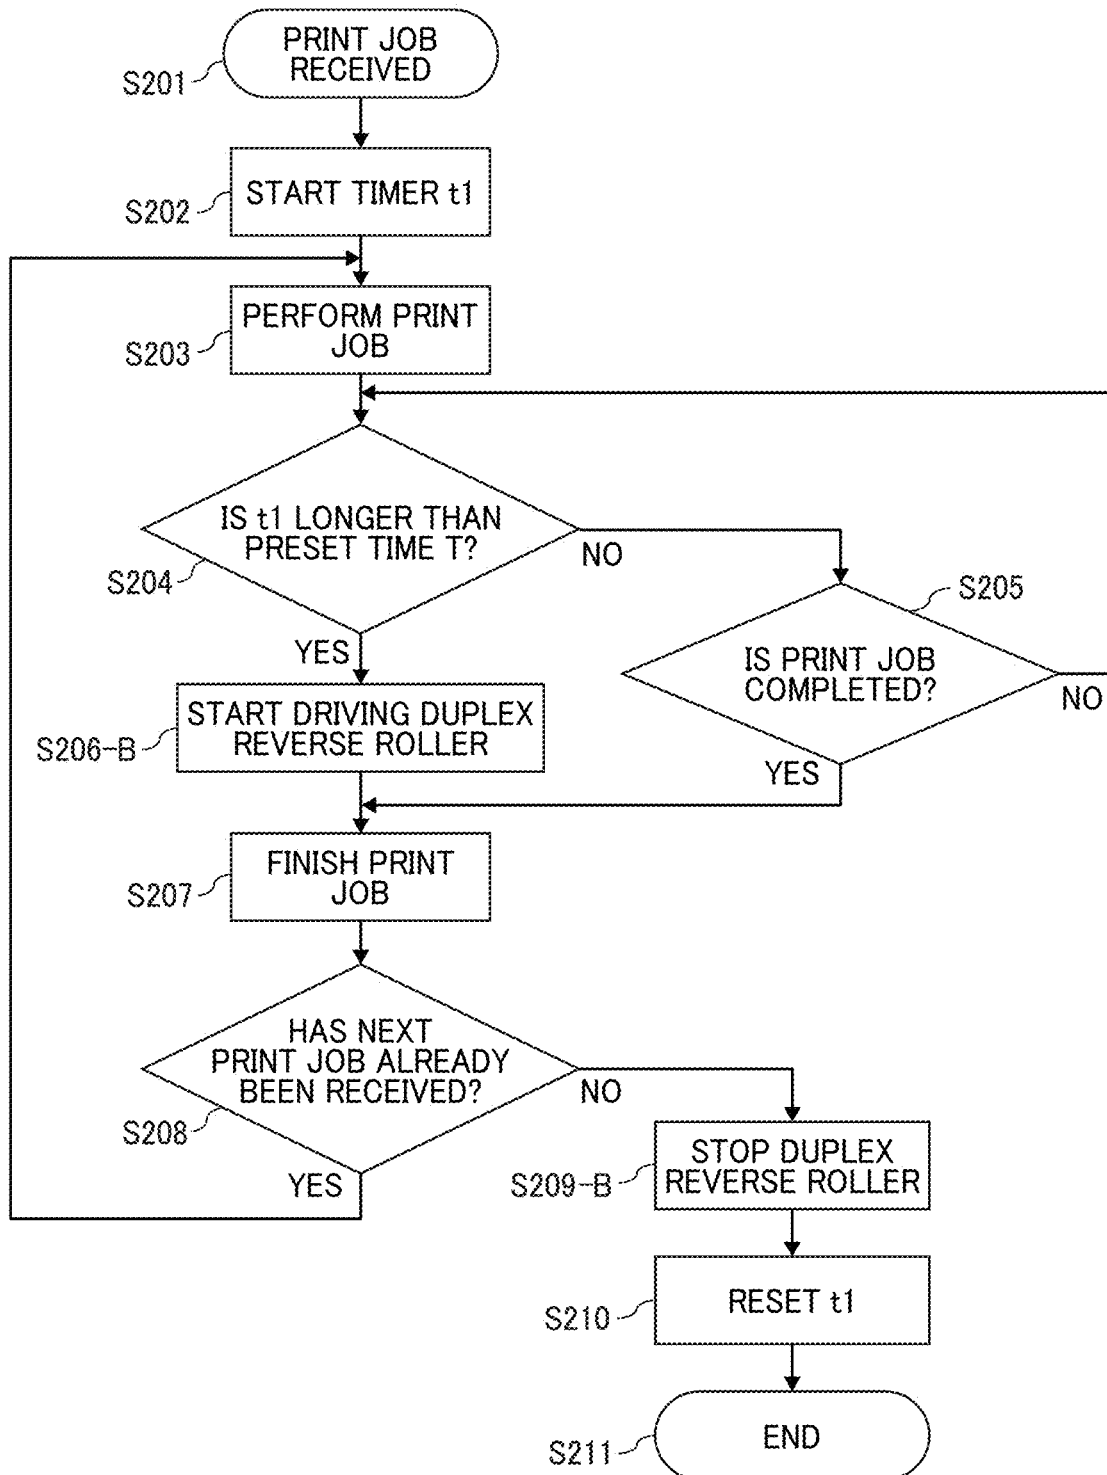 PRINT JOB
RECEIVED
S201
START TIMER t1
S202
PERFORM PRINT
JOB
S203
IS t1 LONGER THAN
PRESET TIME T?
S204
NO
YES
S205
IS PRINT JOB
COMPLETED?
NO
YES
START DRIVING DUPLEX
REVERSE ROLLER
S206-B
FINISH PRINT
JOB
S207
HAS NEXT
PRINT JOB ALREADY
BEEN RECEIVED?
S208
NO
YES
STOP DUPLEX
REVERSE ROLLER
S209-B
RESET t1
S210
END
S211